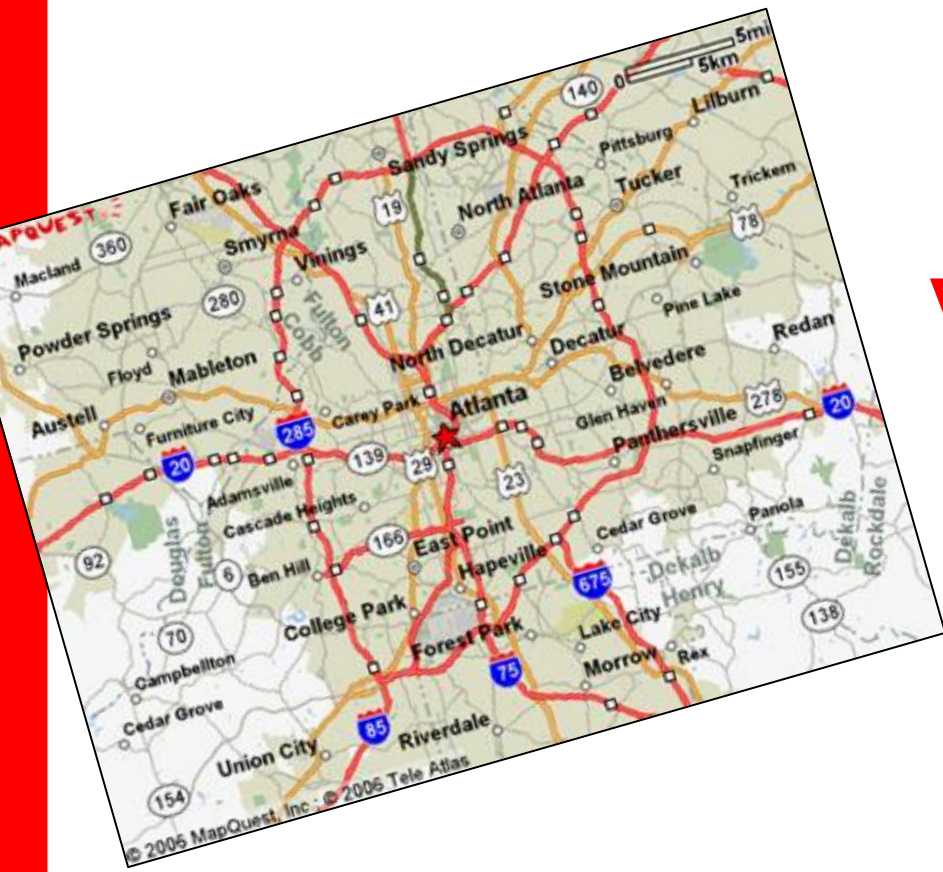 5mi
0
5km
140
Lilburn
Pittsburg
Sandy Springs
Trickem
Tucker
North Atlanta
Fair Oaks
19
78
APQUEST
360
Smyrna
Macland
Vinings
Stone Mountain
280
41
Pine Lake
Fulton
Cobb
Powder Springs
North Decatur
Decatur
Redan
Floyd
Mableton
Belvedere
Austell
Carey Park
Atlanta
Glen Haven
278
20
Furniture City
285
Panthersville
20
139
29
23
Snapfinger
Adamsville
Cascade Heights
Panola
Cedar Grove
Dekalb
Rockdale
92
Douglas
Fulton
166
East Point
6
Ben Hill
Hapeville
Dekalb
Henry
675
155
138
College Park
70
Forest Park
Lake City
Campbellton
75
Morrow
Rex
Cedar Grove
85
Riverdale
Union City
154
© 2006 MapQuest, Inc.; © 2006 Tele Atlas